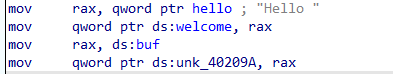 mov rax, qword ptr hello ; "Hello "
mov qword ptr ds:welcome, rax
mov rax, ds:buf
mov qword ptr ds:unk_40209A, rax